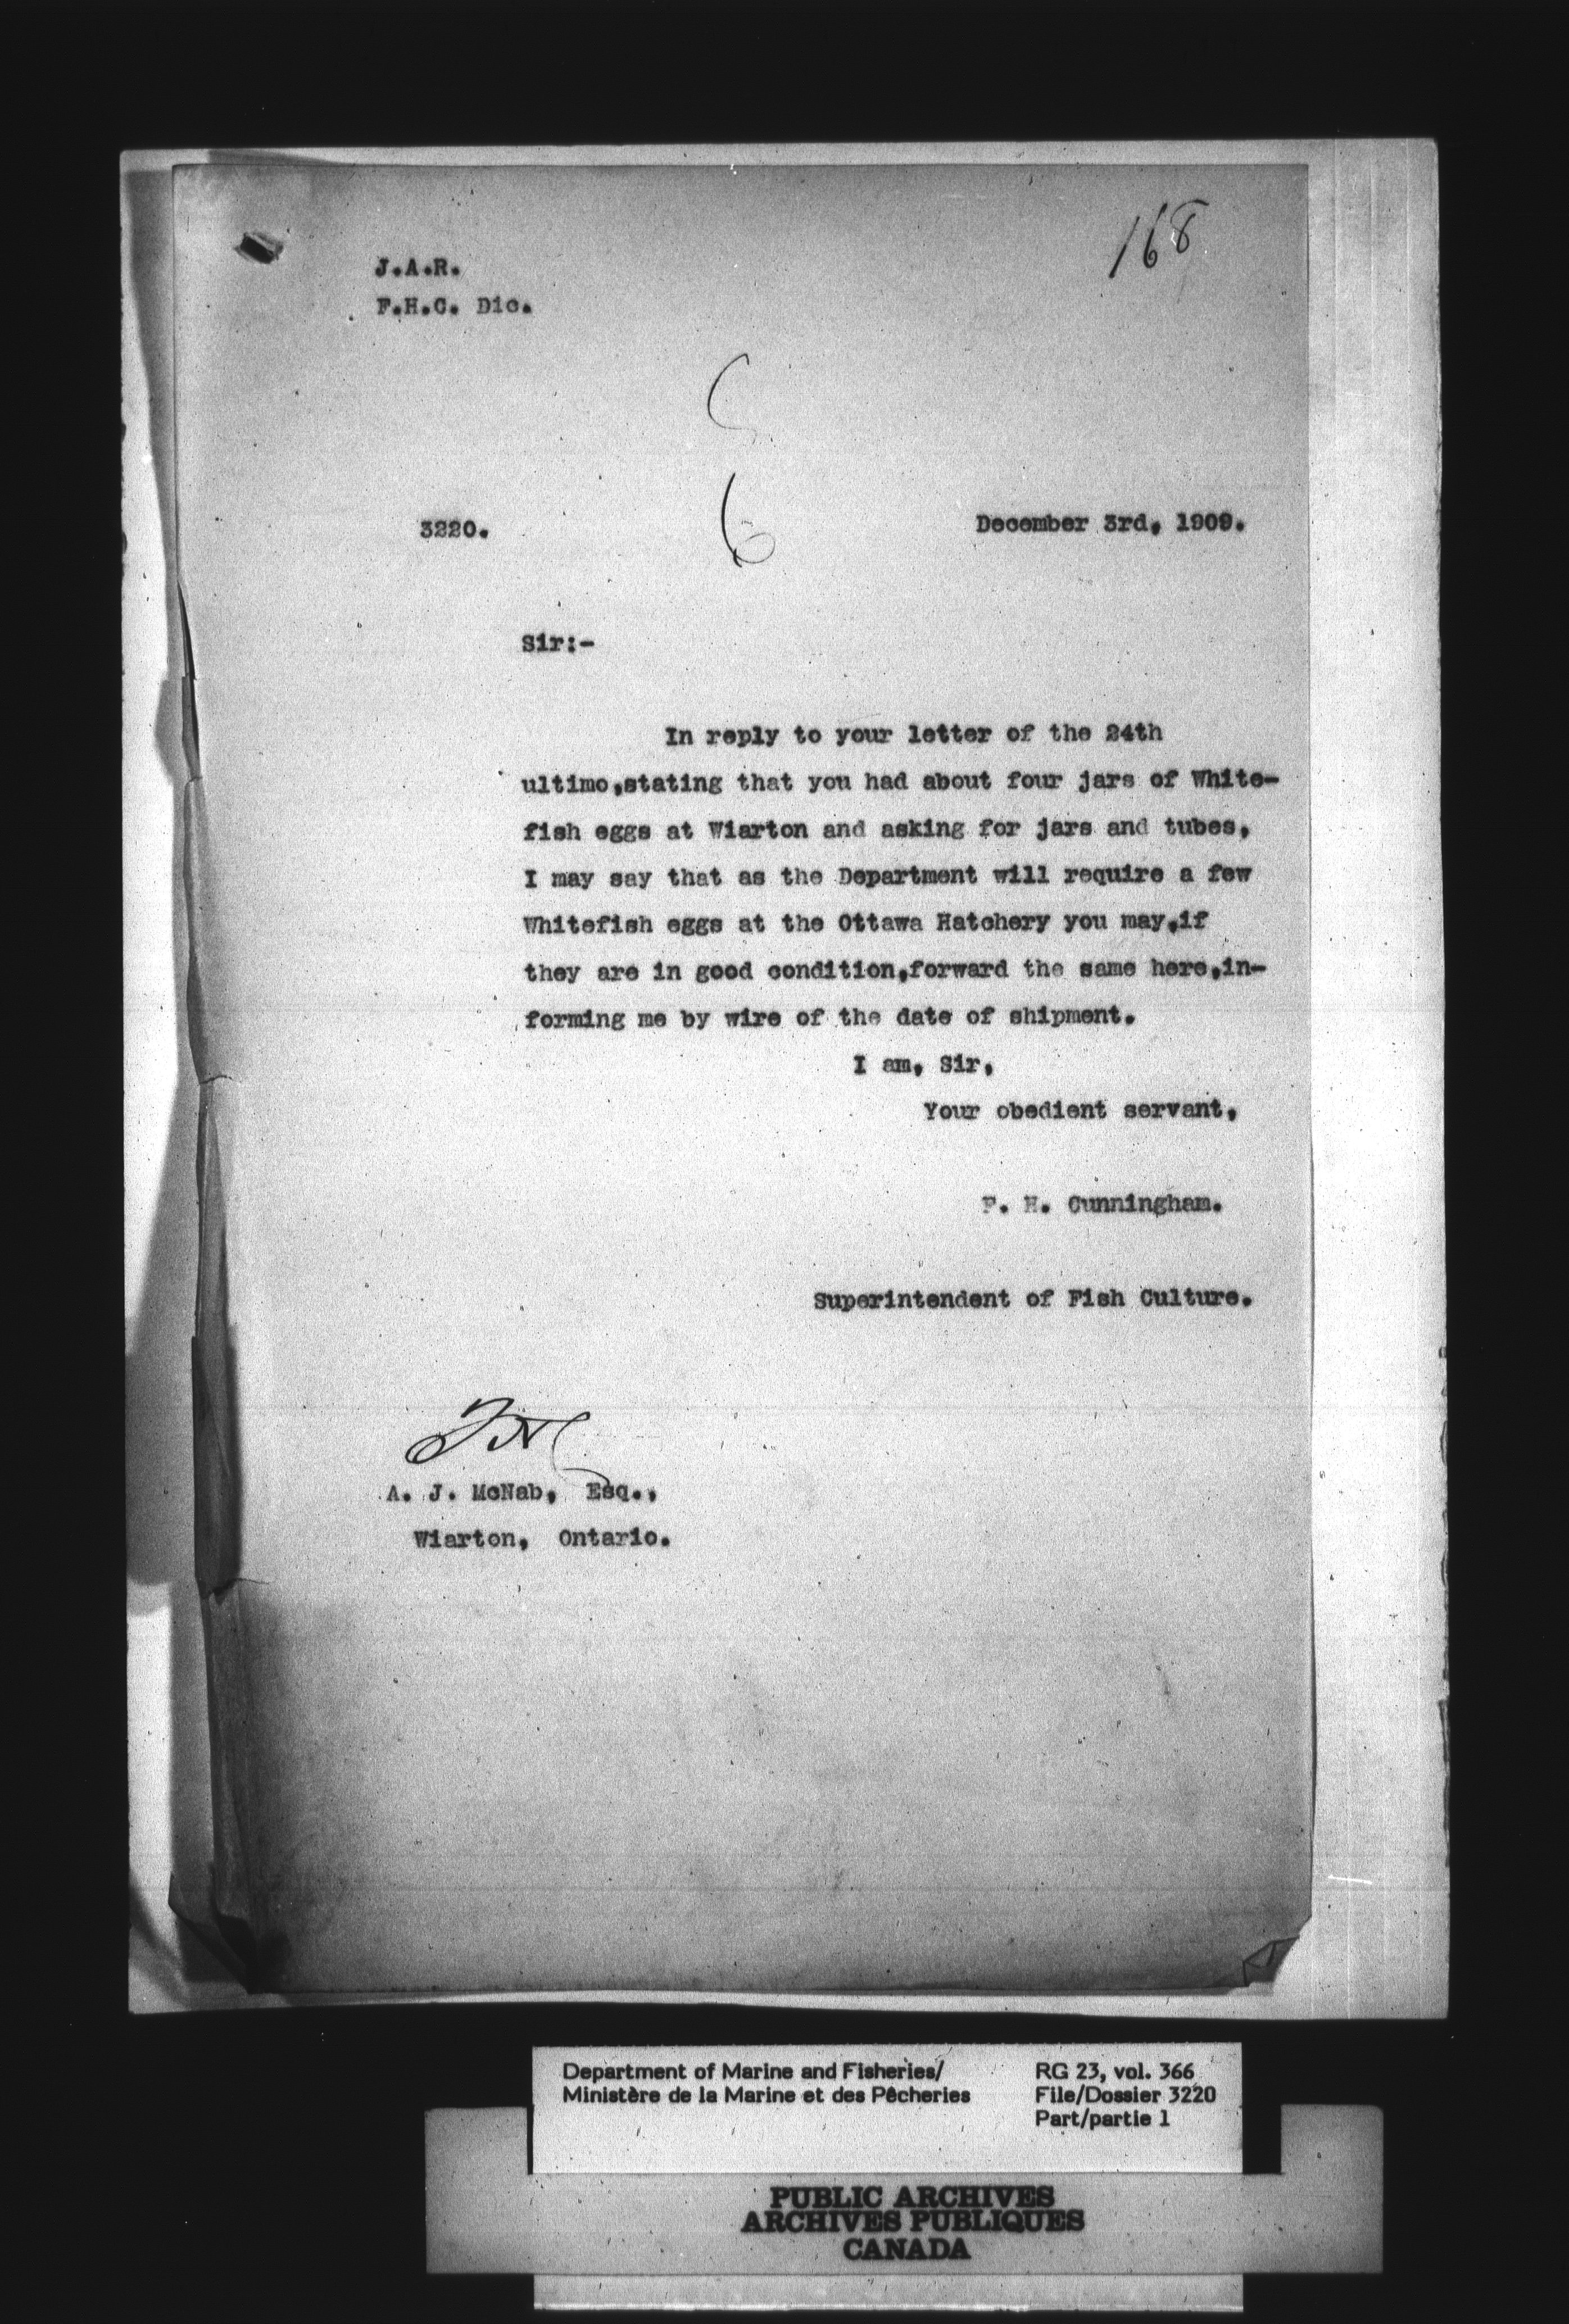 168
J.A.R.
F.H.C. Dic.
3220.
December 3rd, 1909.
Sir:-
In reply to your letter of the 24th
ultimo,stating that you had about four jars of White-
fish eggs at Wiarton and asking for jars and tubes,
I may say that as the Department will require a few
Whitefish eggs at the Ottawa Hatchery you may,if
they are in good condition,forward the same here,in-
forming me by wire of the date of shipment.
I am, Sir,
Your obedient servant,
F. H. Cunningham.
Superintendent of Fish Culture.
A. J. McNab, Esq.,
Wiarton, Ontario.
Department of Marine and Fisheries/
Ministère de la Marine et des Pêcheries
RG 23, vol. 366
File/Dossier 3220
Part/partie 1
PUBLIC ARCHIVES
ARCHIVES PUBLIQUES
CANADA